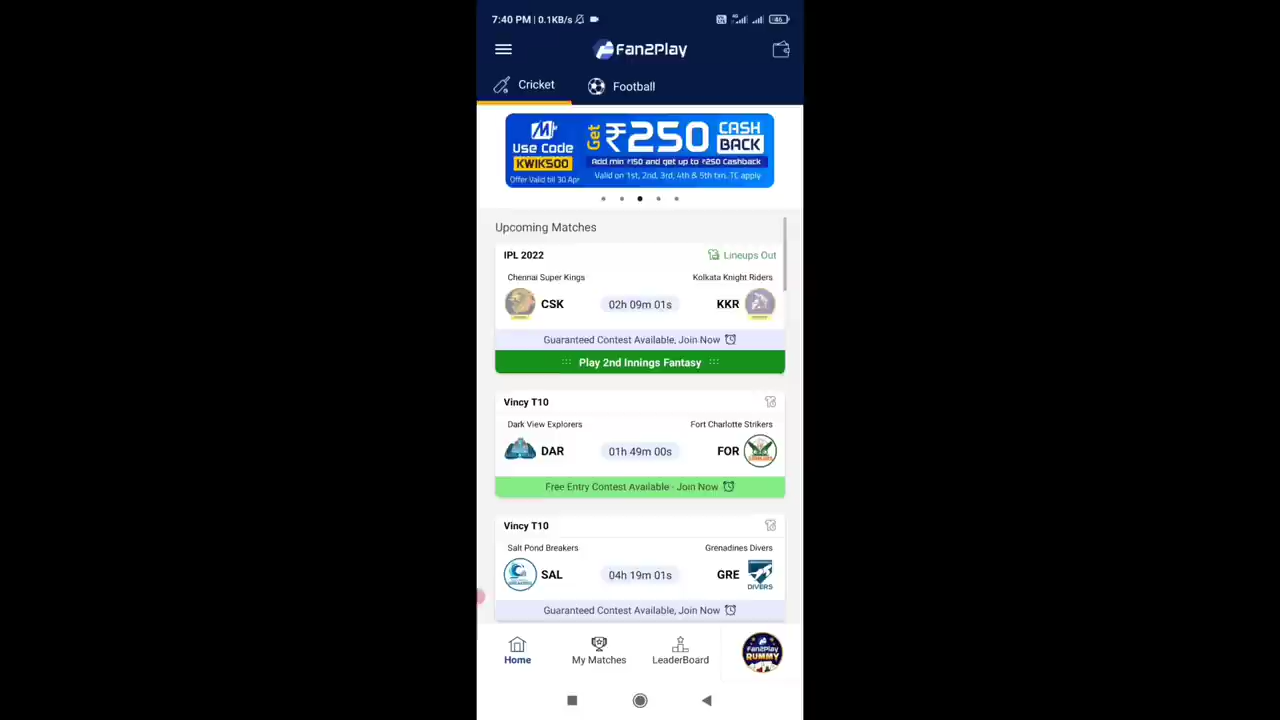 7:40 PM | 0.1KB/s
46
Fan2Play
Cricket
Football
Use Code
KWIK500
Offer Valid till 30 Apr
Get ₹250 CASH BACK
Add min ₹150 and get up to ₹250 Cashback
Valid on 1st, 2nd, 3rd, 4th & 5th txn. TC apply
Upcoming Matches
IPL 2022
Lineups Out
Chennai Super Kings
Kolkata Knight Riders
CSK
02h 09m 01s
KKR
Guaranteed Contest Available, Join Now
::: Play 2nd Innings Fantasy :::
Vincy T10
Dark View Explorers
Fort Charlotte Strikers
DAR
01h 49m 00s
FOR
Free Entry Contest Available - Join Now
Vincy T10
Salt Pond Breakers
Grenadines Divers
SAL
04h 19m 01s
GRE
DIVERS
Guaranteed Contest Available, Join Now
Home
My Matches
LeaderBoard
Fan2Play
RUMMY